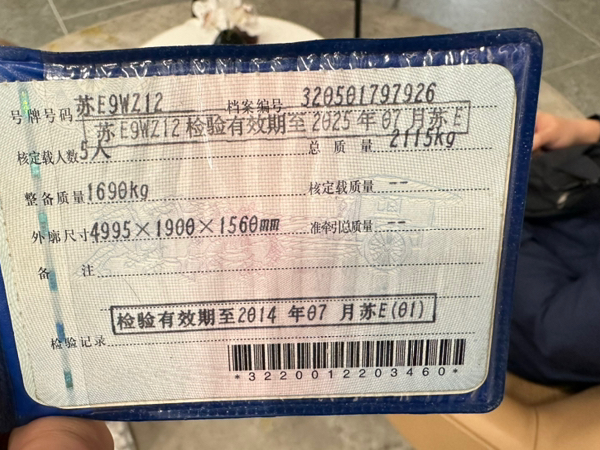 号牌号码 苏E9WZ12 档案编号 320501797926
苏E9WZ12 检验有效期至2025年07月苏E
核定载人数 5人 总质量 2115kg
整备质量 1690kg 核定载质量 --
外廓尺寸 4995×1900×1560mm 准牵引总质量 --
备注
检验有效期至2014年07月苏E(01)
检验记录
*3220012203460*